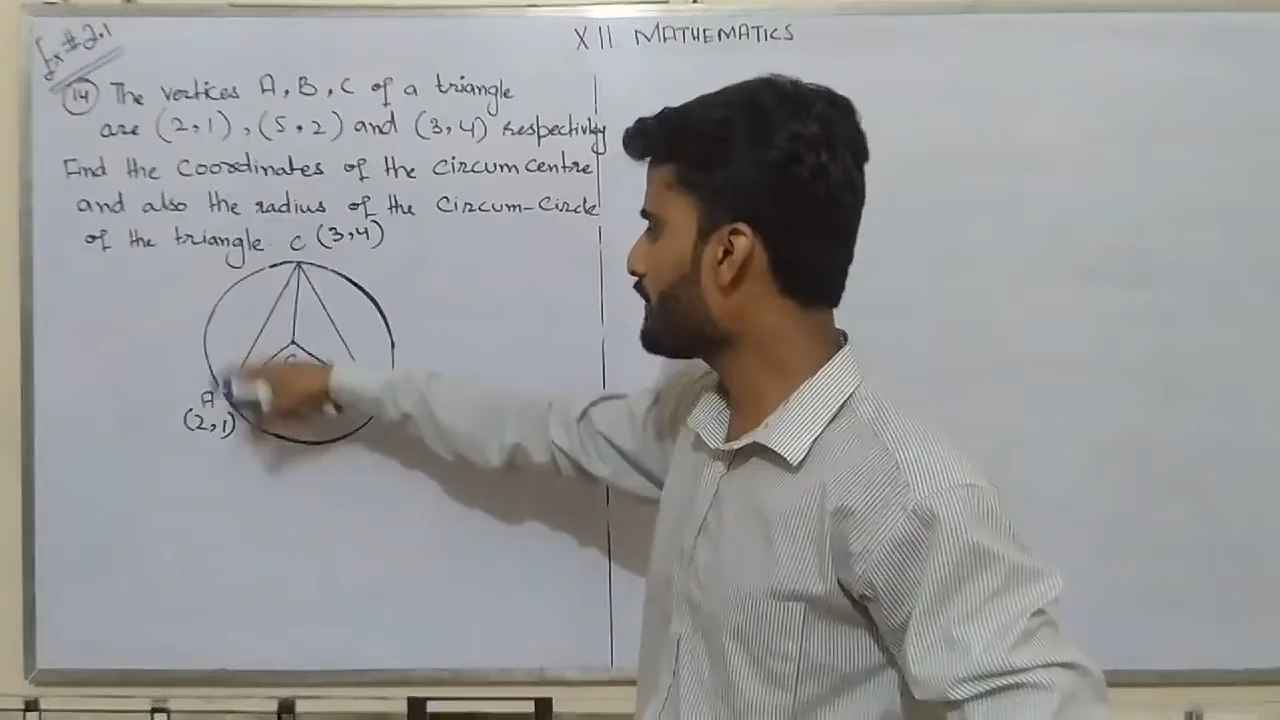 Ex # 2.1
XII MATHEMATICS
14 The vertices A, B, C of a triangle
are (2,1), (5,2) and (3,4) respectivley
Find the Coordinates of the Circumcentre
and also the radius of the Circum-Circle
of the triangle.
C (3,4)
A
(2,1)